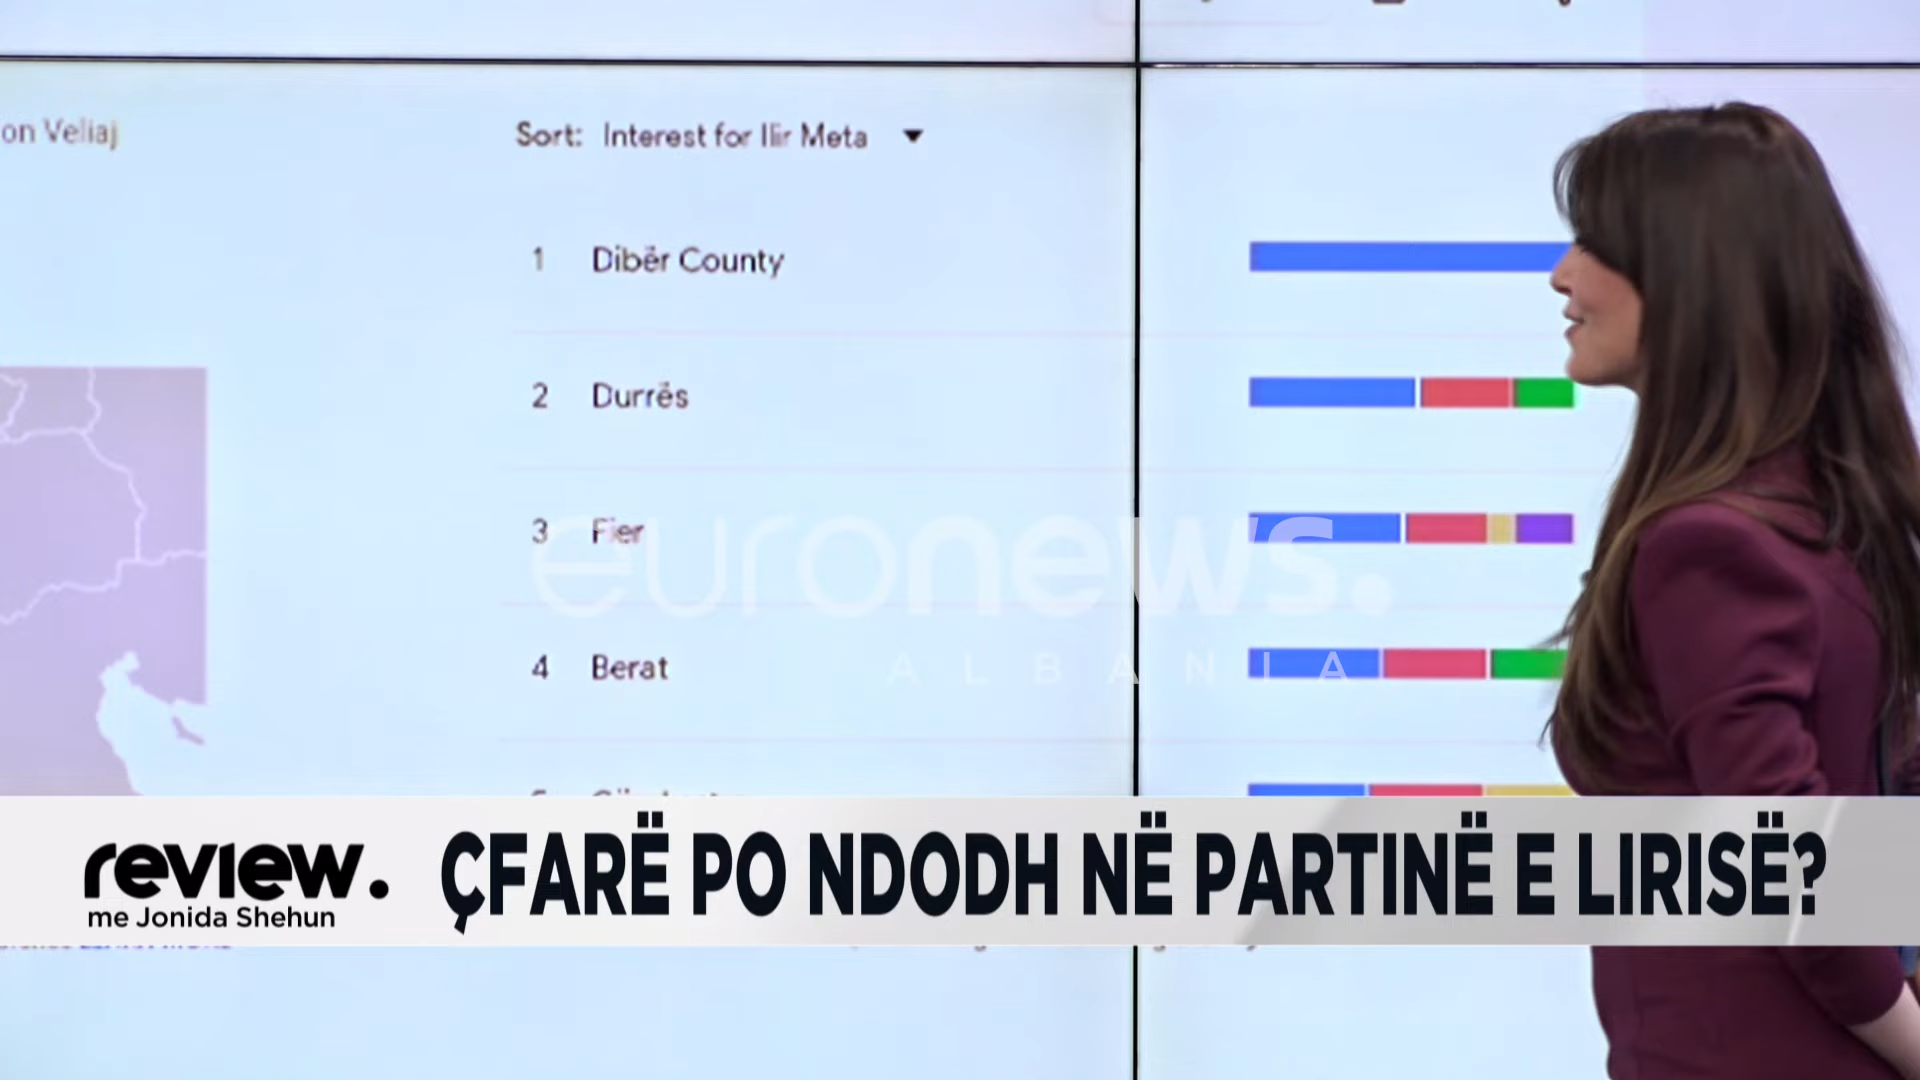 on Veliaj
Sort: Interest for Ilir Meta
1 Dibër County
2 Durrës
3 Fier
4 Berat
euronews.
ALBANIA
review.
me Jonida Shehun
ÇFARË PO NDODH NË PARTINË E LIRISË?